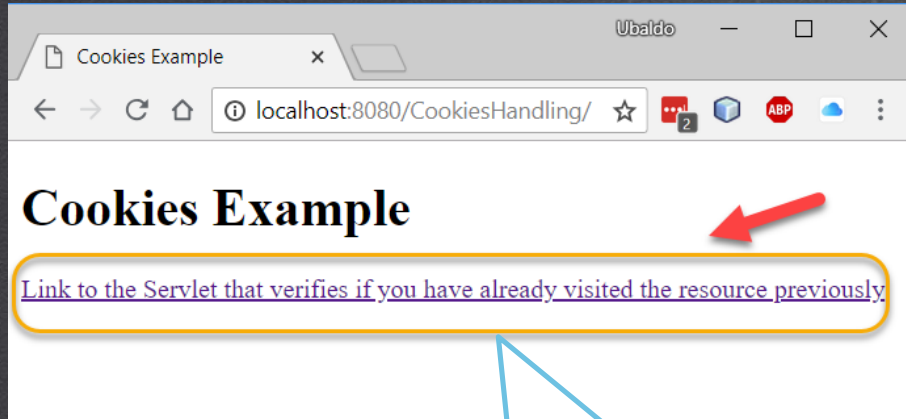 Ubaldo
Cookies Example
localhost:8080/CookiesHandling/
2
ABP
Cookies Example
Link to the Servlet that verifies if you have already visited the resource previously